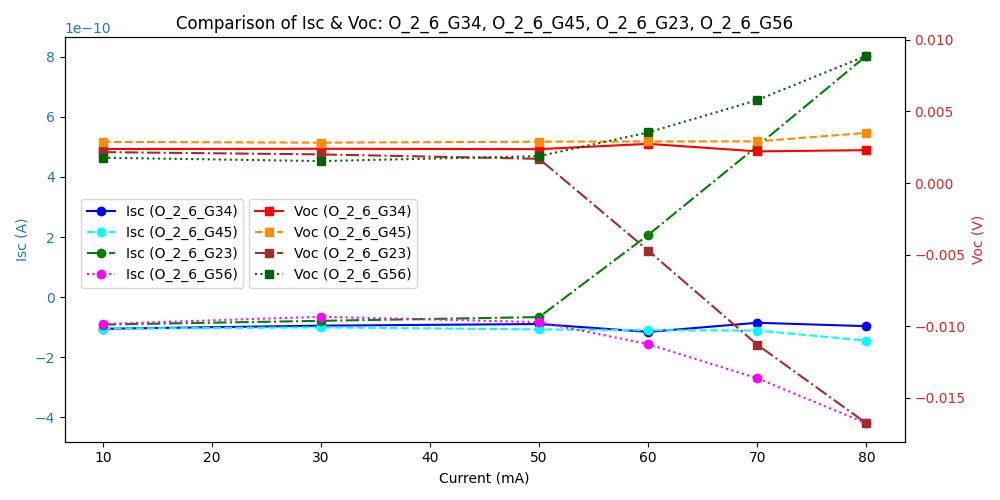 Comparison of Isc & Voc: O_2_6_G34, O_2_6_G45, O_2_6_G23, O_2_6_G56
1e−10
8
6
4
2
0
−2
−4
Isc (A)
0.010
0.005
0.000
−0.005
−0.010
−0.015
Voc (V)
Isc (O_2_6_G34)
Isc (O_2_6_G45)
Isc (O_2_6_G23)
Isc (O_2_6_G56)
Voc (O_2_6_G34)
Voc (O_2_6_G45)
Voc (O_2_6_G23)
Voc (O_2_6_G56)
10 20 30 40 50 60 70 80
Current (mA)